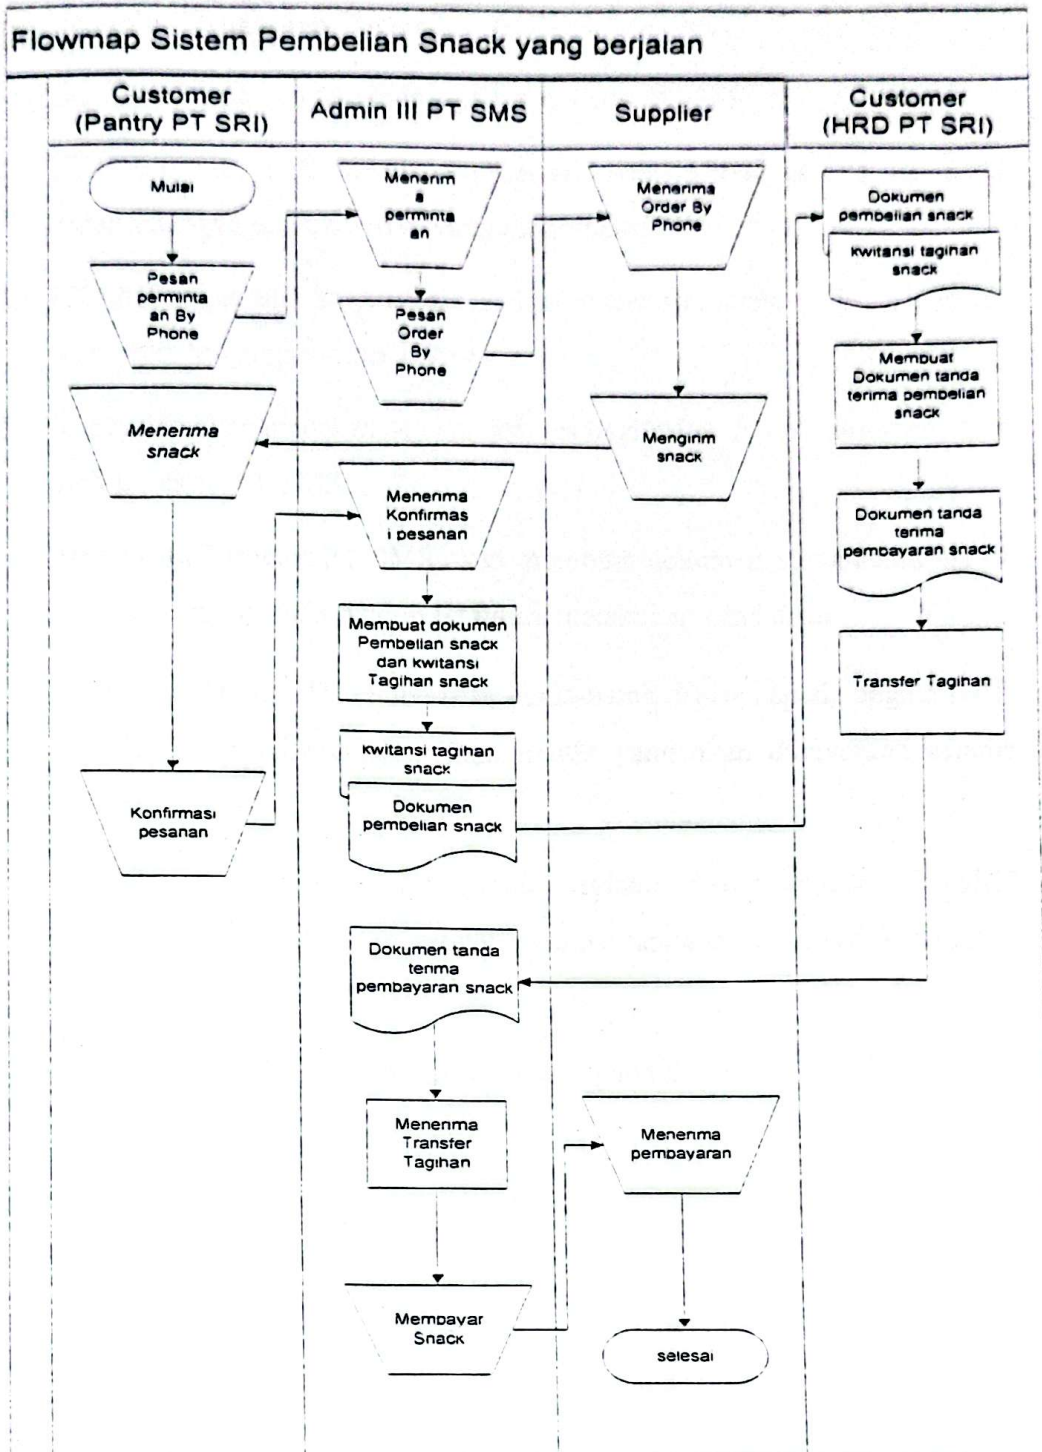 Flowmap Sistem Pembelian Snack yang berjalan
Customer
(Pantry PT SRI)
Admin III PT SMS
Supplier
Customer
(HRD PT SRI)
Mulai
Pesan
perminta
an By
Phone
Menerima
snack
Konfirmasi
pesanan
Menerim
a
perminta
an
Pesan
Order
By
Phone
Menerima
Konfirmas
i pesanan
Membuat dokumen
Pembelian snack
dan kwitansi
Tagihan snack
kwitansi tagihan
snack
Dokumen
pembelian snack
Dokumen tanda
terima
pembayaran snack
Menerima
Transfer
Tagihan
Membayar
Snack
Menerima
Order By
Phone
Mengirim
snack
Menerima
pembayaran
selesai
Dokumen
pembelian snack
kwitansi tagihan
snack
Membuat
Dokumen tanda
terima pembelian
snack
Dokumen tanda
terima
pembayaran snack
Transfer Tagihan